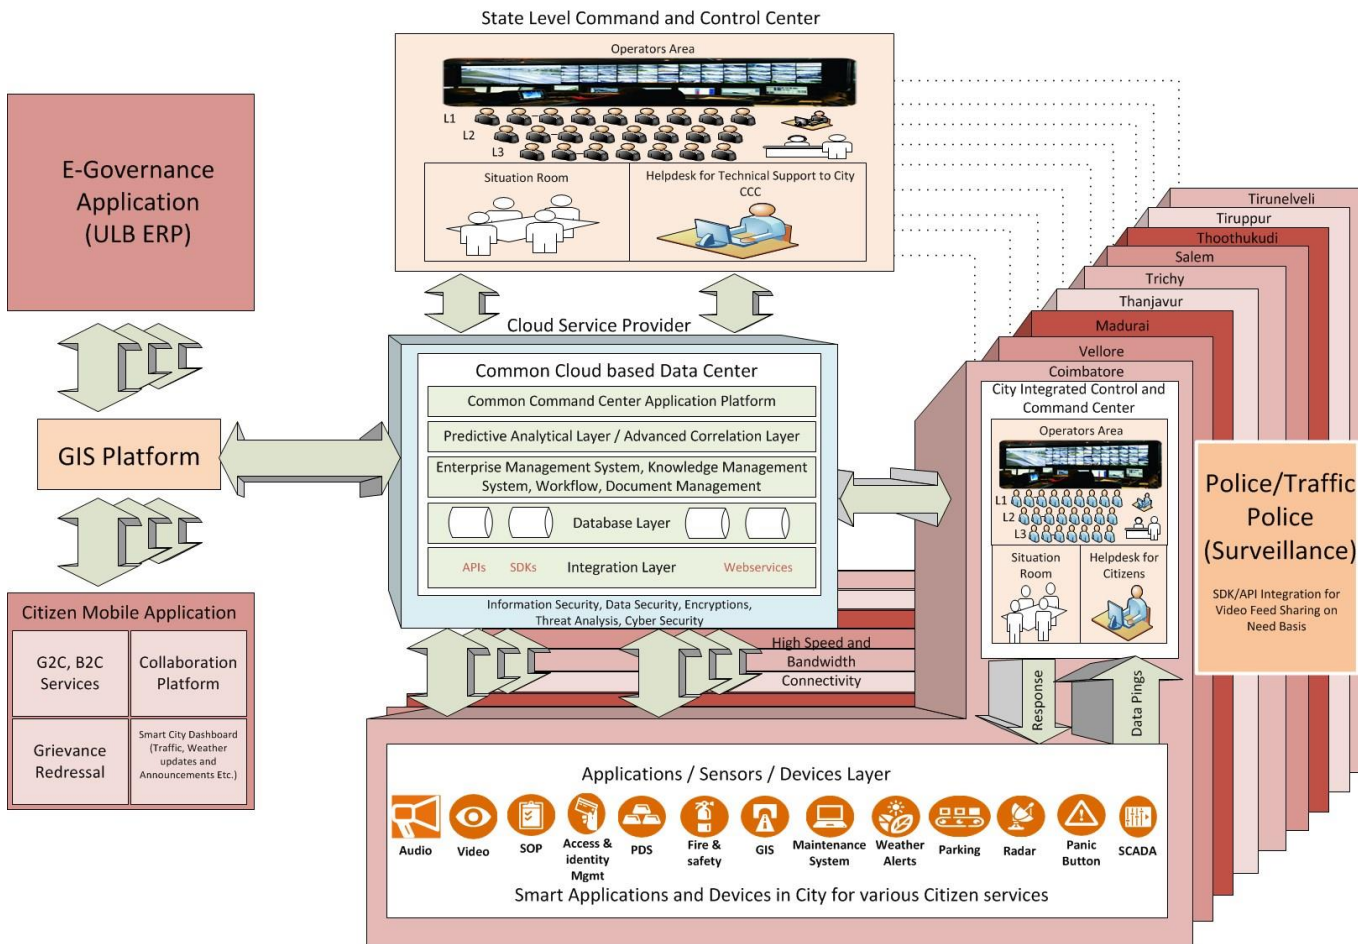 State Level Command and Control Center
Operators Area
L1
L2
L3
Situation Room
Helpdesk for Technical Support to City
CCC
E-Governance
Application
(ULB ERP)
GIS Platform
Citizen Mobile Application
G2C, B2C
Services
Collaboration
Platform
Grievance
Redressal
Smart City Dashboard
(Traffic, Weather
updates and
Announcements Etc.)
Cloud Service Provider
Common Cloud based Data Center
Common Command Center Application Platform
Predictive Analytical Layer / Advanced Correlation Layer
Enterprise Management System, Knowledge Management
System, Workflow, Document Management
Database Layer
APIs SDKs Integration Layer Webservices
Information Security, Data Security, Encryptions,
Threat Analysis, Cyber Security
High Speed and
Bandwidth
Connectivity
Tirunelveli
Tiruppur
Thoothukudi
Salem
Trichy
Thanjavur
Madurai
Vellore
Coimbatore
City Integrated Control and
Command Center
Operators Area
L1
L2
L3
Situation
Room
Helpdesk for
Citizens
Response
Data Pings
Police/Traffic
Police
(Surveillance)
SDK/API Integration for
Video Feed Sharing on
Need Basis
Applications / Sensors / Devices Layer
Audio
Video
SOP
Access &
identity
Mgmt
PDS
Fire &
safety
GIS
Maintenance
System
Weather
Alerts
Parking
Radar
Panic
Button
SCADA
Smart Applications and Devices in City for various Citizen services